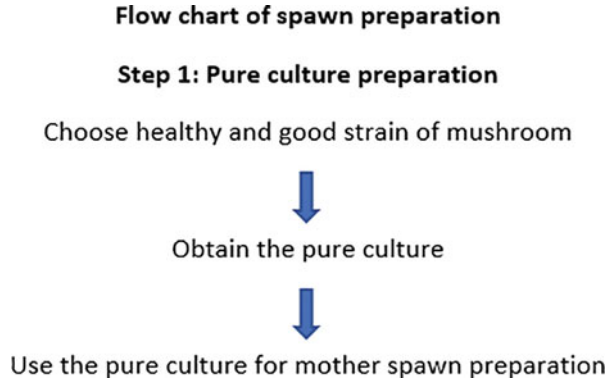 Flow chart of spawn preparation
Step 1: Pure culture preparation
Choose healthy and good strain of mushroom
Obtain the pure culture
Use the pure culture for mother spawn preparation